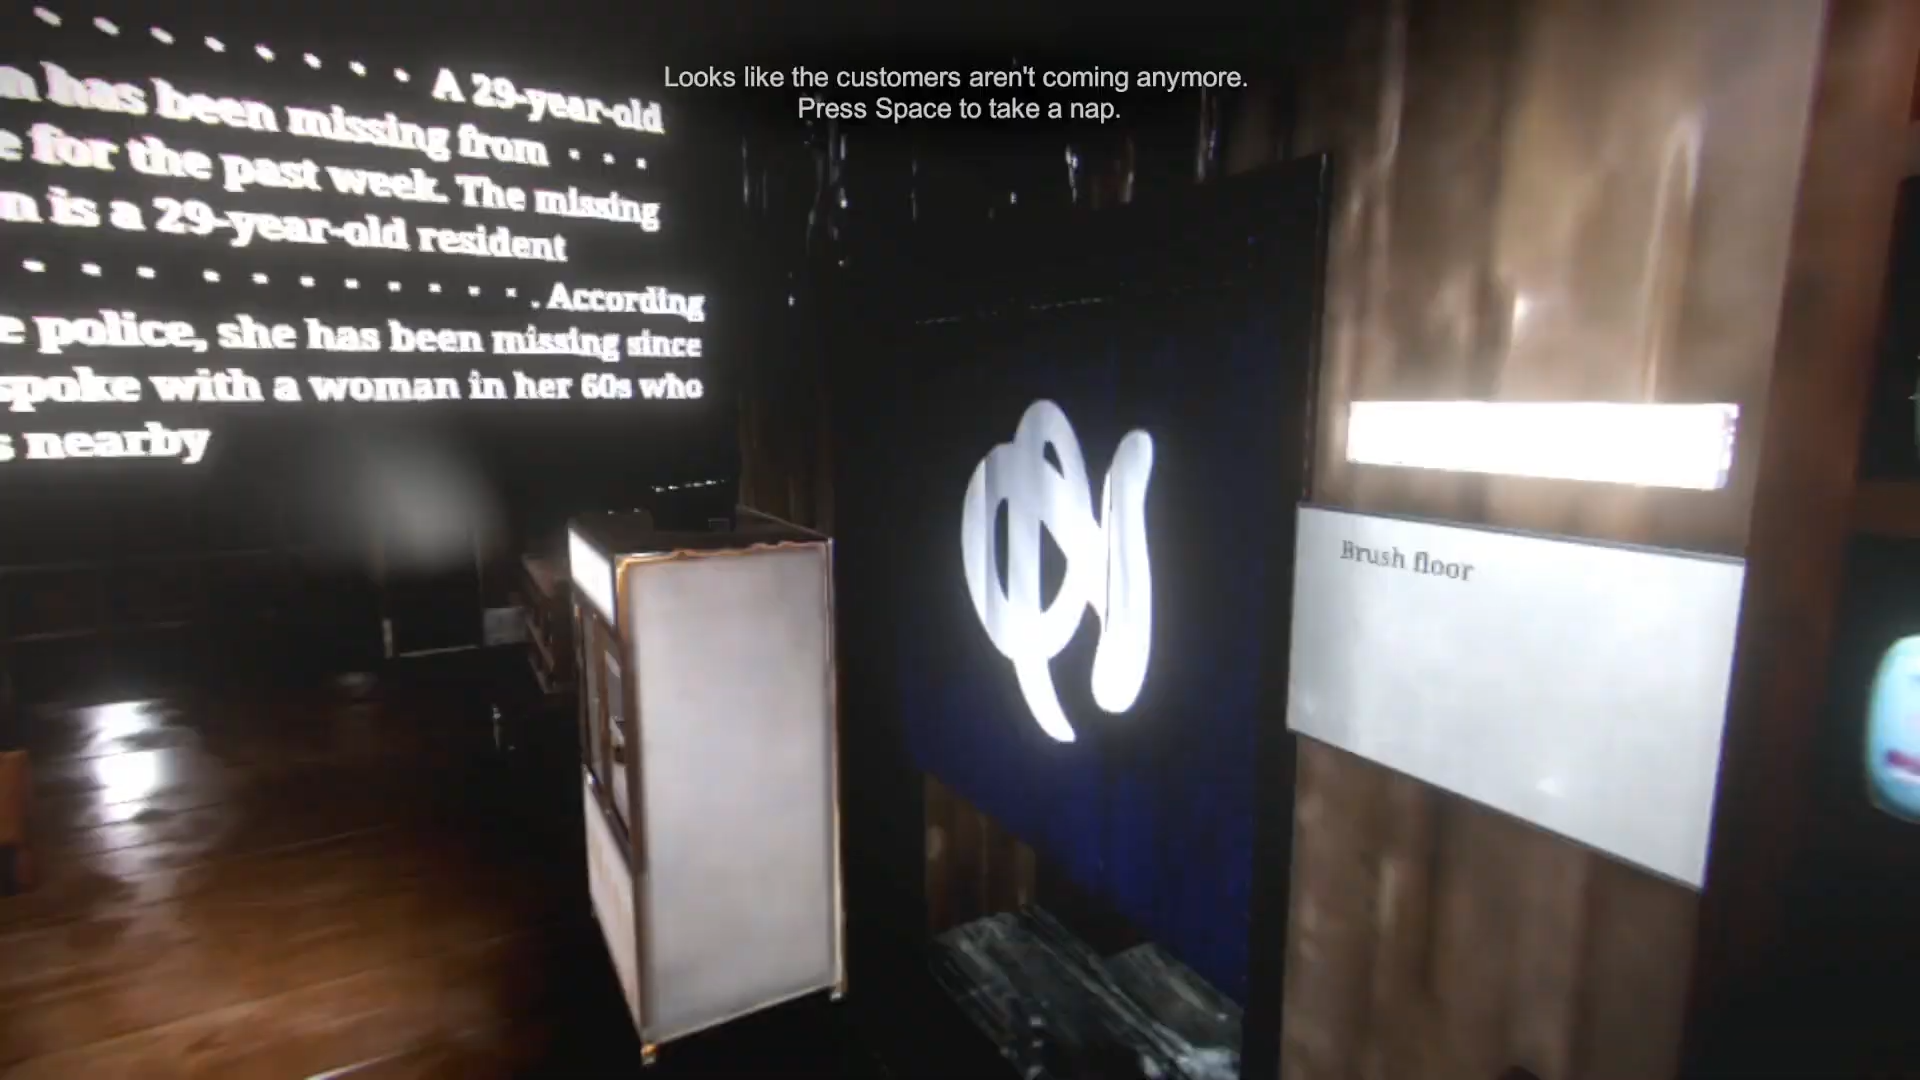 Looks like the customers aren't coming anymore.
Press Space to take a nap.
A 29-year-old
has been missing from
for the past week. The missing
is a 29-year-old resident
. According
police, she has been missing since
spoke with a woman in her 60s who
nearby
ゆ
Brush floor